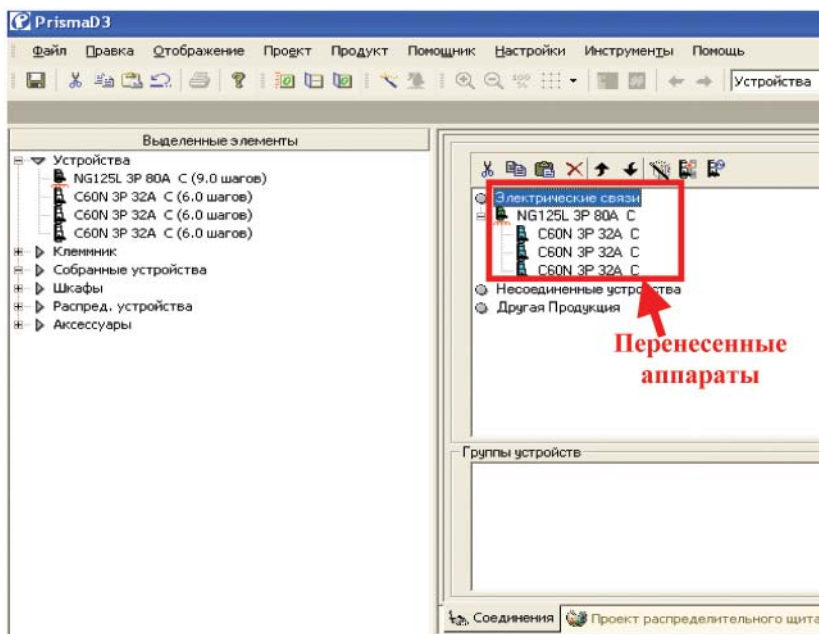 PrismaD3
Файл Правка Отображение Проект Продукт Помощник Настройки Инструменты Помощь
Устройства
Выделенные элементы
Устройства
NG125L 3P 80A C (9.0 шагов)
C60N 3P 32A C (6.0 шагов)
C60N 3P 32A C (6.0 шагов)
C60N 3P 32A C (6.0 шагов)
Клеммник
Собранные устройства
Шкафы
Распред. устройства
Аксессуары
Электрические связи
NG125L 3P 80A C
C60N 3P 32A C
C60N 3P 32A C
C60N 3P 32A C
Несоединенные устройства
Другая Продукция
Перенесенные
аппараты
Группы устройств
Соединения Проект распределительного щита